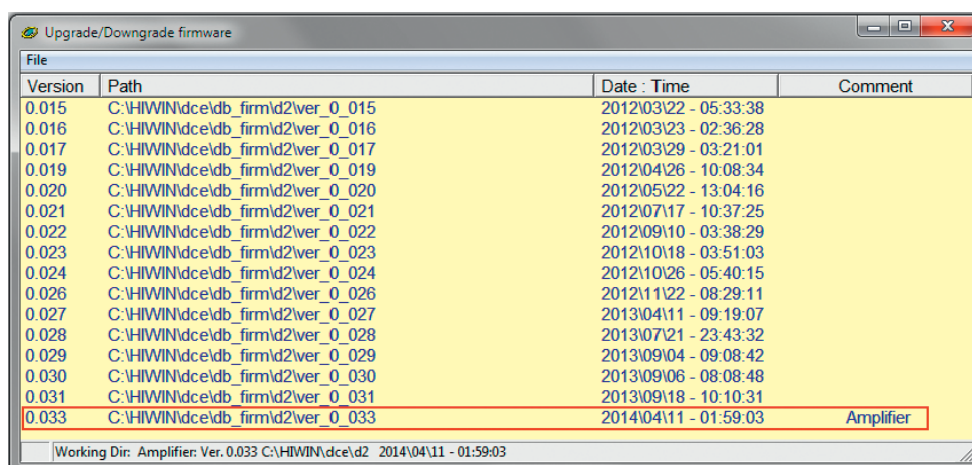 Upgrade/Downgrade firmware
File
Version Path Date : Time Comment
0.015 C:\HIWIN\dce\db_firm\d2\ver_0_015 2012\03\22 - 05:33:38
0.016 C:\HIWIN\dce\db_firm\d2\ver_0_016 2012\03\23 - 02:36:28
0.017 C:\HIWIN\dce\db_firm\d2\ver_0_017 2012\03\29 - 03:21:01
0.019 C:\HIWIN\dce\db_firm\d2\ver_0_019 2012\04\26 - 10:08:34
0.020 C:\HIWIN\dce\db_firm\d2\ver_0_020 2012\05\22 - 13:04:16
0.021 C:\HIWIN\dce\db_firm\d2\ver_0_021 2012\07\17 - 10:37:25
0.022 C:\HIWIN\dce\db_firm\d2\ver_0_022 2012\09\10 - 03:38:29
0.023 C:\HIWIN\dce\db_firm\d2\ver_0_023 2012\10\18 - 03:51:03
0.024 C:\HIWIN\dce\db_firm\d2\ver_0_024 2012\10\26 - 05:40:15
0.026 C:\HIWIN\dce\db_firm\d2\ver_0_026 2012\11\22 - 08:29:11
0.027 C:\HIWIN\dce\db_firm\d2\ver_0_027 2013\04\11 - 09:19:07
0.028 C:\HIWIN\dce\db_firm\d2\ver_0_028 2013\07\21 - 23:43:32
0.029 C:\HIWIN\dce\db_firm\d2\ver_0_029 2013\09\04 - 09:08:42
0.030 C:\HIWIN\dce\db_firm\d2\ver_0_030 2013\09\06 - 08:08:48
0.031 C:\HIWIN\dce\db_firm\d2\ver_0_031 2013\09\18 - 10:10:31
0.033 C:\HIWIN\dce\db_firm\d2\ver_0_033 2014\04\11 - 01:59:03 Amplifier
Working Dir: Amplifier: Ver. 0.033 C:\HIWIN\dce\d2 2014\04\11 - 01:59:03